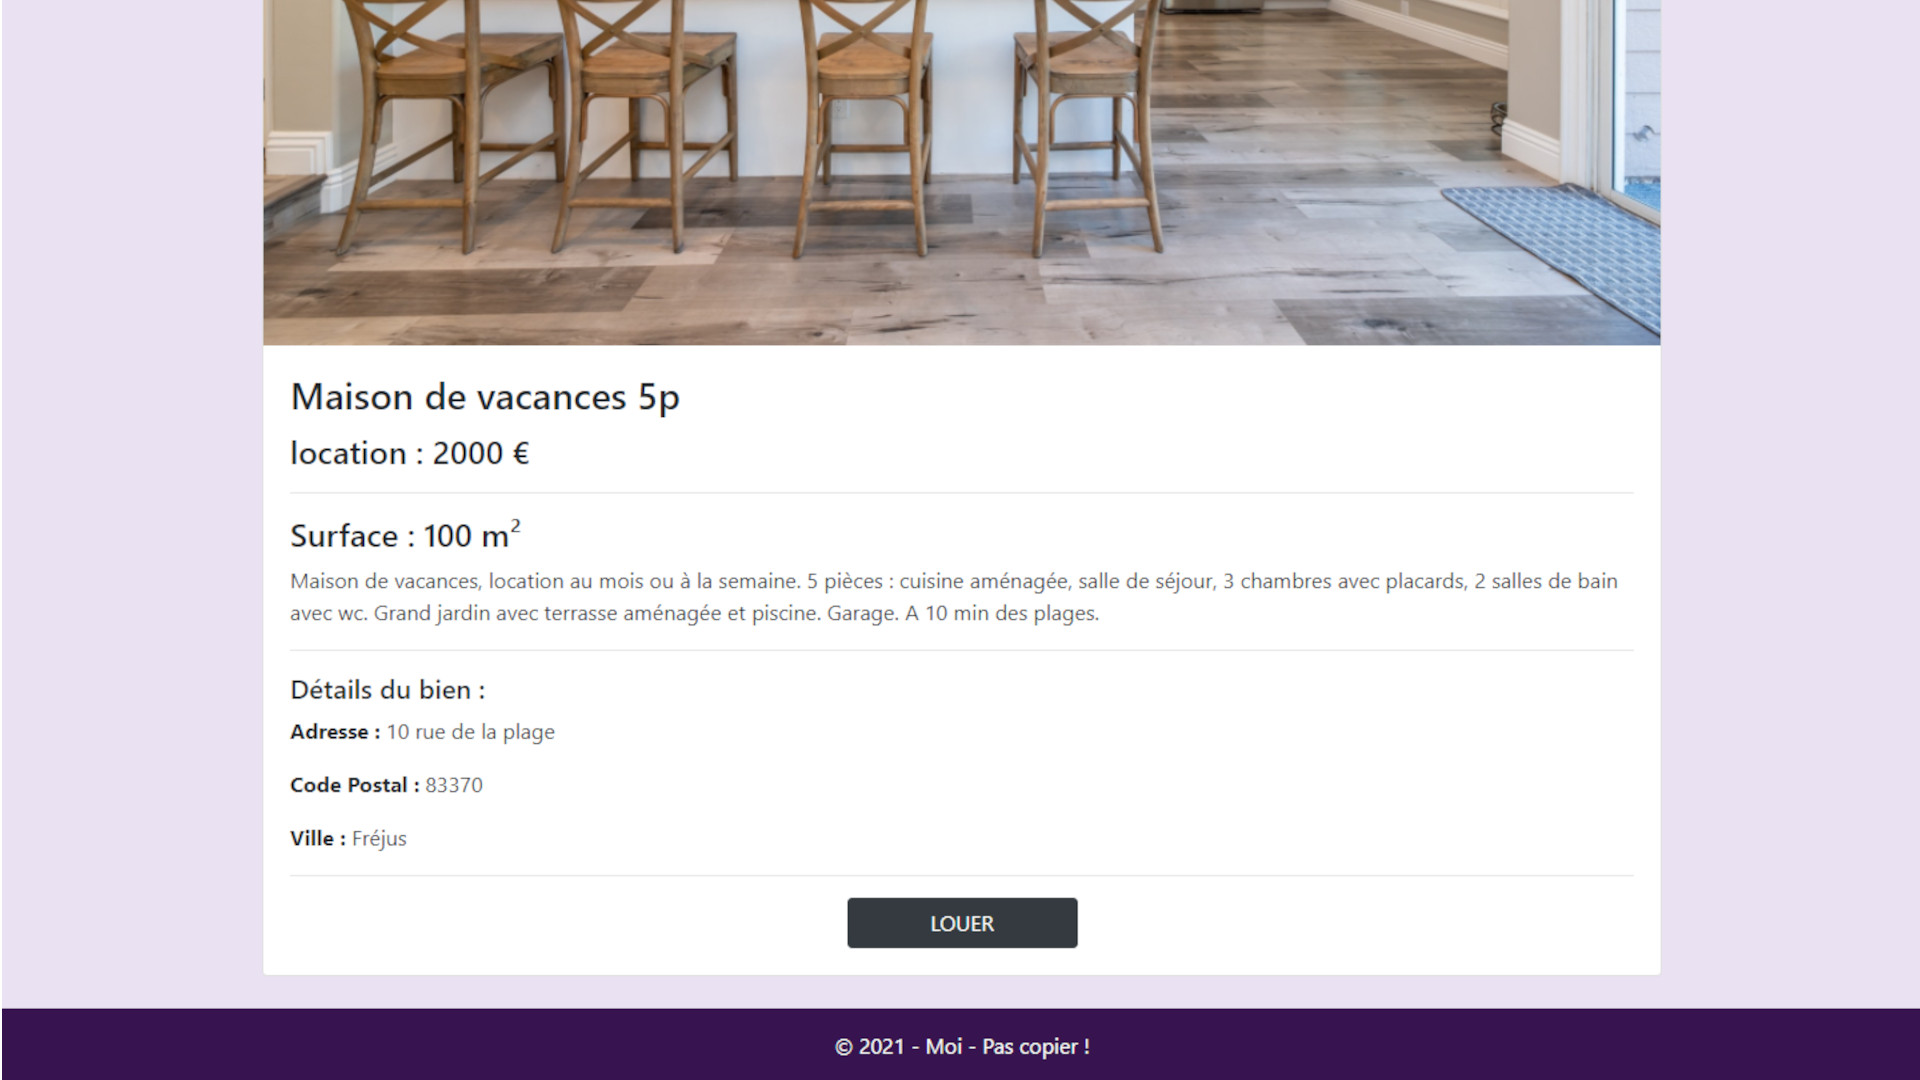 Maison de vacances 5p
location : 2000 €
Surface : 100 m²
Maison de vacances, location au mois ou à la semaine. 5 pièces : cuisine aménagée, salle de séjour, 3 chambres avec placards, 2 salles de bain
avec wc. Grand jardin avec terrasse aménagée et piscine. Garage. A 10 min des plages.
Détails du bien :
Adresse : 10 rue de la plage
Code Postal : 83370
Ville : Fréjus
LOUER
© 2021 - Moi - Pas copier !